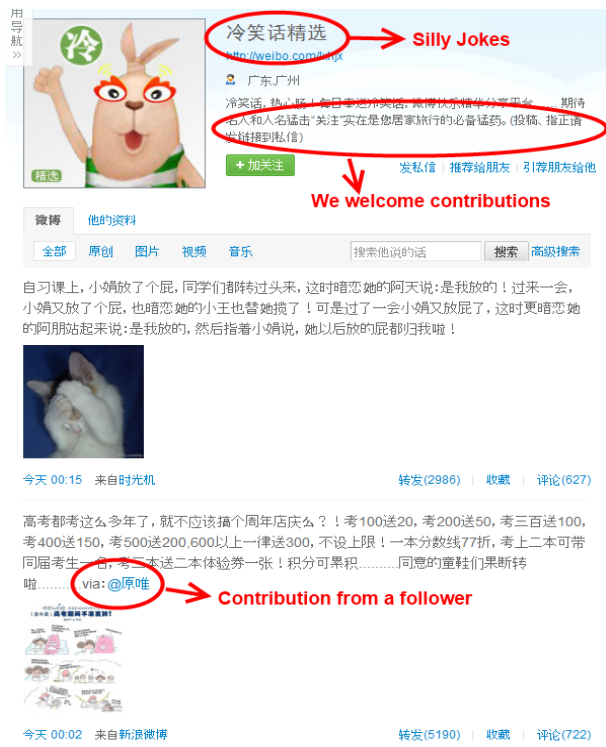 用
导
航
»
冷
精选
冷笑话精选
Silly Jokes
http://weibo.com/khjx
广东,广州
冷笑话，热心肠！每日奉送冷笑话，微博快乐精华分享平台...... 期待
名人和人名猛击“关注”实在是您居家旅行的必备猛药。(投稿、指正请
发链接到私信)
+ 加关注
发私信 | 推荐给朋友 | 引荐朋友给他
We welcome contributions
微博 他的资料
全部 原创 图片 视频 音乐 搜索他说的话 搜索 高级搜索
自习课上，小娟放了个屁，同学们都转过头来，这时暗恋她的阿天说：是我放的！过来一会，
小娟又放了个屁，也暗恋她的小王也替她揽了！可是过了一会小娟又放屁了，这时更暗恋她
的阿朋站起来说：是我放的，然后指着小娟说，她以后放的屁都归我啦！
今天 00:15 来自时光机 转发(2986) | 收藏 | 评论(627)
高考都考这么多年了，就不应该搞个周年店庆么？！考100送20，考200送50，考三百送100，
考400送150，考500送200,600以上一律送300，不设上限！一本分数线77折，考上二本可带
同届考生一名，考三本送二本体验券一张！积分可累积..........同意的童鞋们果断转
啦..........via：@原唯
Contribution from a follower
高考期间不准发推?
今天 00:02 来自新浪微博 转发(5190) | 收藏 | 评论(722)